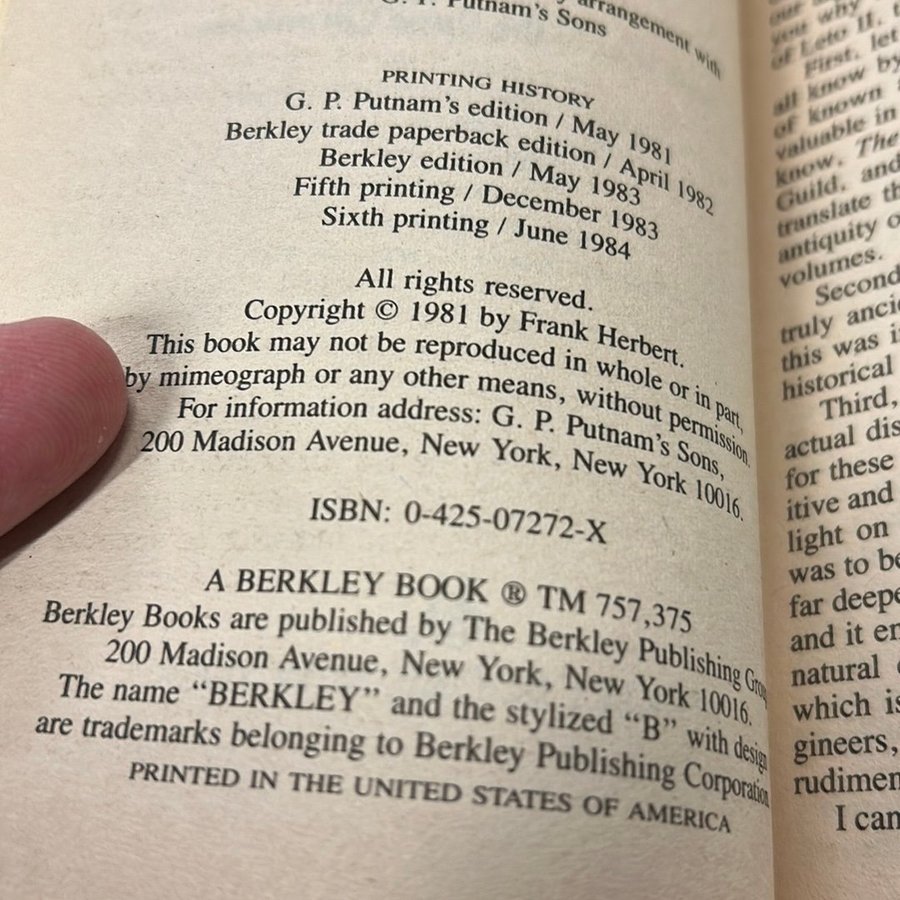 arrangement with
G. P. Putnam's Sons
PRINTING HISTORY
G. P. Putnam's edition / May 1981
Berkley trade paperback edition / April 1982
Berkley edition / May 1983
Fifth printing / December 1983
Sixth printing / June 1984
All rights reserved.
Copyright © 1981 by Frank Herbert.
This book may not be reproduced in whole or in part,
by mimeograph or any other means, without permission.
For information address: G. P. Putnam's Sons,
200 Madison Avenue, New York, New York 10016.
ISBN: 0-425-07272-X
A BERKLEY BOOK ® TM 757,375
Berkley Books are published by The Berkley Publishing Group
200 Madison Avenue, New York, New York 10016.
The name “BERKLEY” and the stylized “B” with design
are trademarks belonging to Berkley Publishing Corporation
PRINTED IN THE UNITED STATES OF AMERICA
you why
of Leto II,
First, let
all know by
of known
valuable in
know. The
Guild, and
translate
antiquity
volumes.
Second
truly
this was
historical
Third,
actual
for these
itive and
light on
was to
far
and it
natural
which is
gineers,
I can